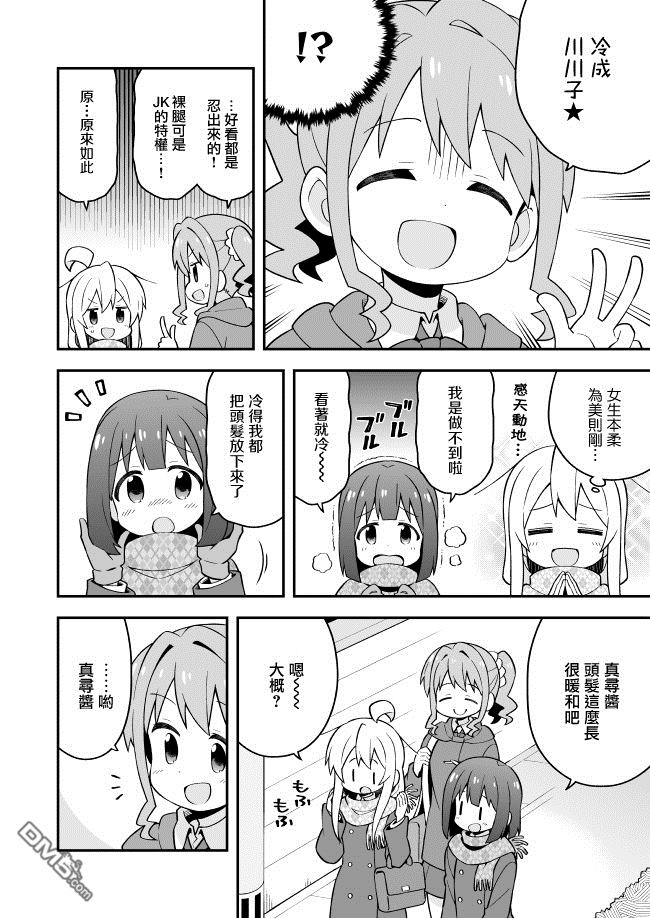 冷成
川川子★
!?
…好看都是
忍出來的！
裸腿可是
JK的特權…！
原…原來如此
女生本柔
為美則剛…
感天動地…
我是做不到啦
ブル
ブル
看著就冷～～
冷得我都
把頭髮放下來了
真尋醬
頭髮這麼長
很暖和吧
嗯～～
大概？
もふ
もふ
………喲
真尋醬
DM5.com